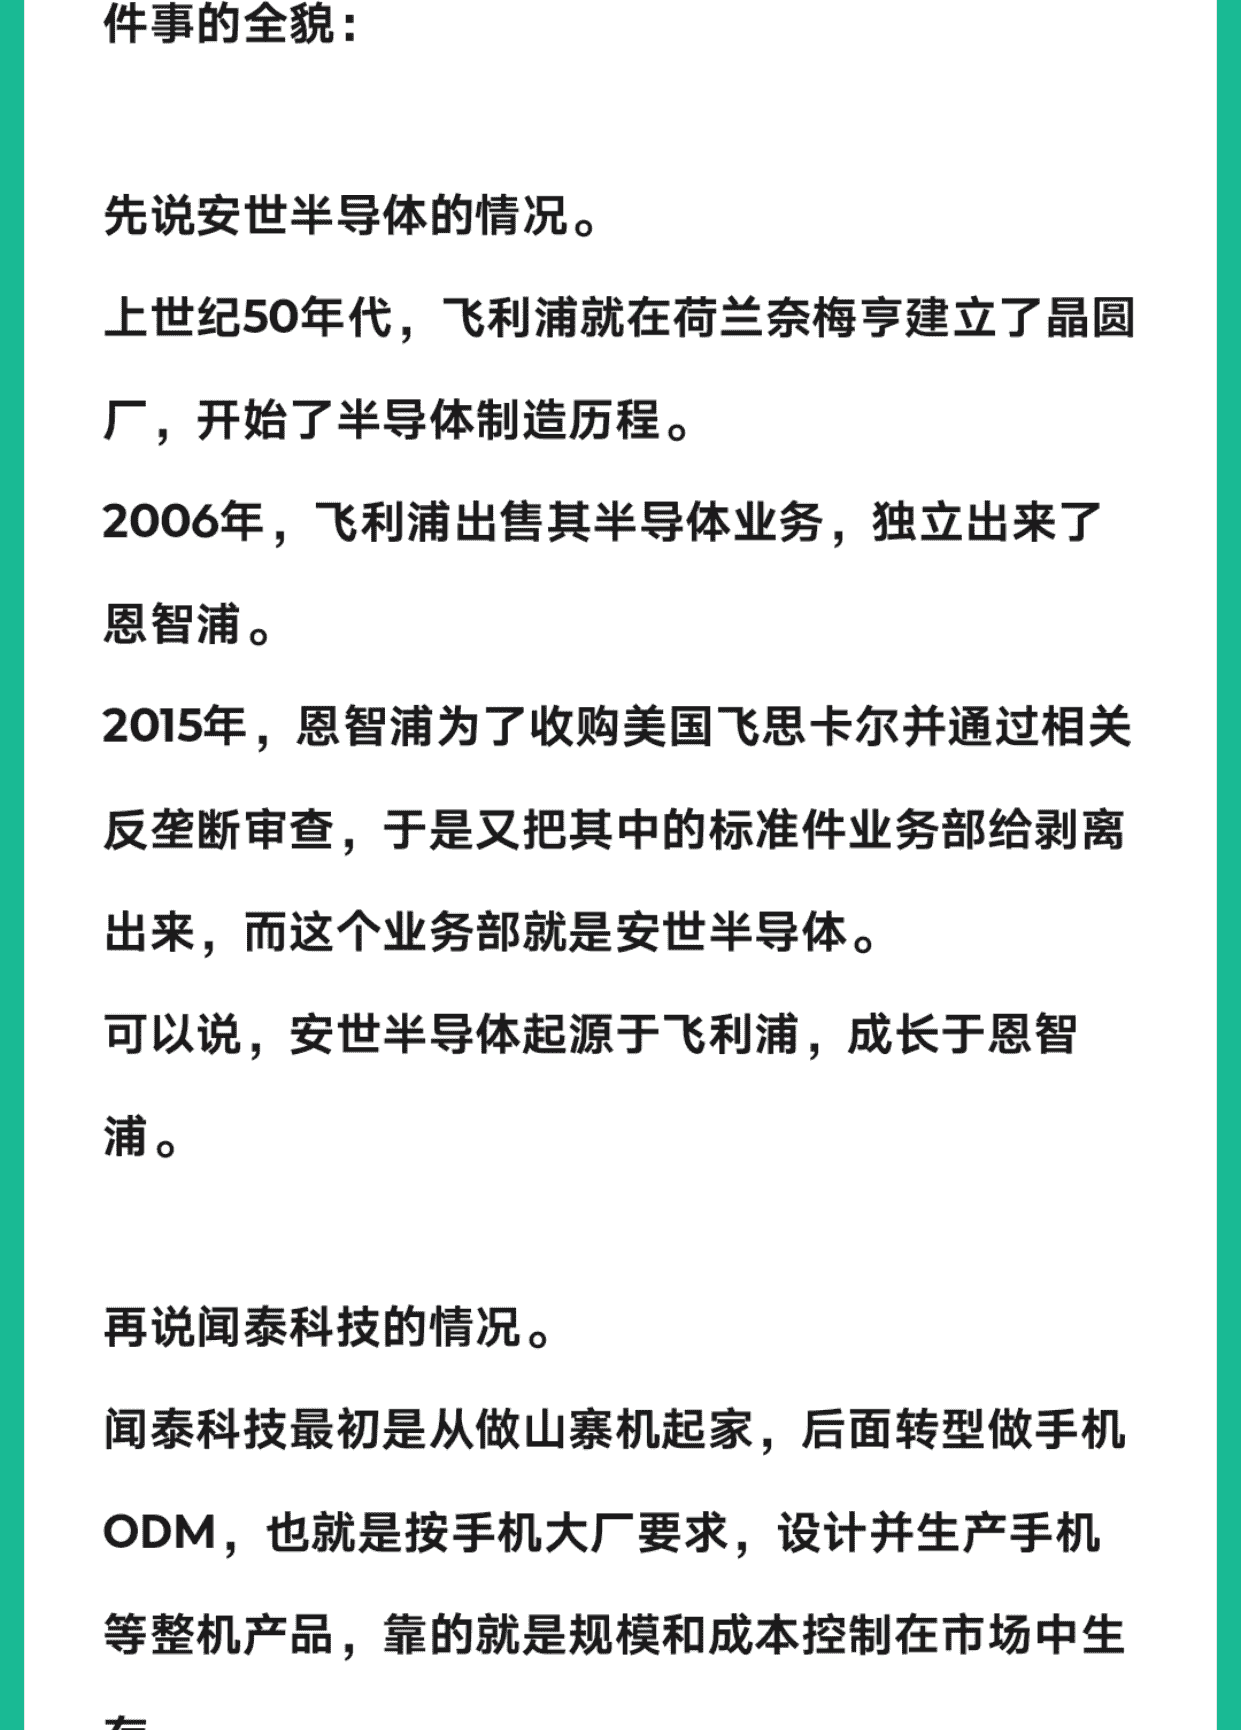 件事的全貌：
先说安世半导体的情况。
上世纪50年代，飞利浦就在荷兰奈梅亨建立了晶圆
厂，开始了半导体制造历程。
2006年，飞利浦出售其半导体业务，独立出来了
恩智浦。
2015年，恩智浦为了收购美国飞思卡尔并通过相关
反垄断审查，于是又把其中的标准件业务部给剥离
出来，而这个业务部就是安世半导体。
可以说，安世半导体起源于飞利浦，成长于恩智
浦。
再说闻泰科技的情况。
闻泰科技最初是从做山寨机起家，后面转型做手机
ODM，也就是按手机大厂要求，设计并生产手机
等整机产品，靠的就是规模和成本控制在市场中生